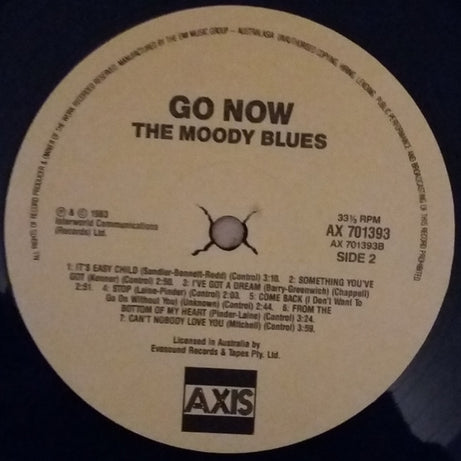 ALL RIGHTS OF RECORD PRODUCER & OWNER OF THE WORK RECORDED RESERVED. MANUFACTURED BY THE EMI MUSIC GROUP – AUSTRALASIA UNAUTHORISED COPYING, HIRING, LENDING, PUBLIC PERFORMANCE AND BROADCASTING OF THIS RECORD PROHIBITED
GO NOW
THE MOODY BLUES
℗ & © 1983
Interworld Communications
(Records) Ltd.
33⅓ RPM
AX 701393
AX 701393B
SIDE 2
1: IT'S EASY CHILD (Sandlar-Bennett-Redd) (Control) 3:10. 2: SOMETHING YOU'VE
GOT (Kenner) (Control) 2:50. 3: I'VE GOT A DREAM (Barry-Greenwich) (Chappell)
2:51. 4: STOP (Laine-Pinder) (Control) 2:03. 5: COME BACK (I Don't Want To
Go On Without You) (Unknown) (Control) 2:44. 6: FROM THE
BOTTOM OF MY HEART (Pinder-Laine) (Control) 3:24.
7: CAN'T NOBODY LOVE YOU (Mitchell) (Control) 3:59.
Licensed in Australia by
Evasound Records & Tapes Pty. Ltd.
AXIS